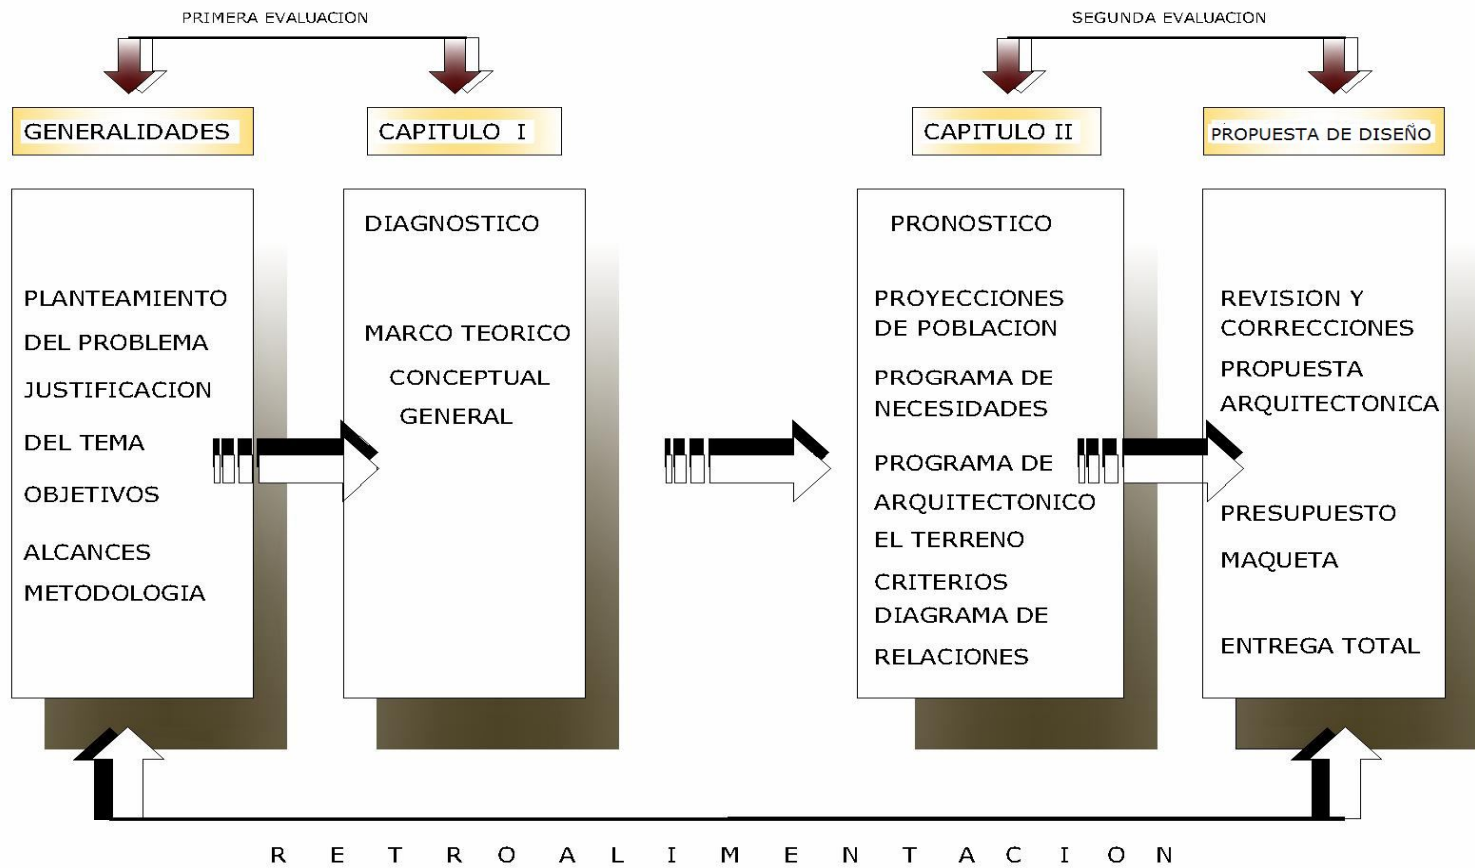 PRIMERA EVALUACION
SEGUNDA EVALUACION
GENERALIDADES
CAPITULO I
CAPITULO II
PROPUESTA DE DISEÑO
PLANTEAMIENTO
DEL PROBLEMA
JUSTIFICACION
DEL TEMA
OBJETIVOS
ALCANCES
METODOLOGIA
DIAGNOSTICO
MARCO TEORICO
CONCEPTUAL
GENERAL
PRONOSTICO
PROYECCIONES
DE POBLACION
PROGRAMA DE
NECESIDADES
PROGRAMA DE
ARQUITECTONICO
EL TERRENO
CRITERIOS
DIAGRAMA DE
RELACIONES
REVISION Y
CORRECCIONES
PROPUESTA
ARQUITECTONICA
PRESUPUESTO
MAQUETA
ENTREGA TOTAL
R E T R O A L I M E N T A C I O N